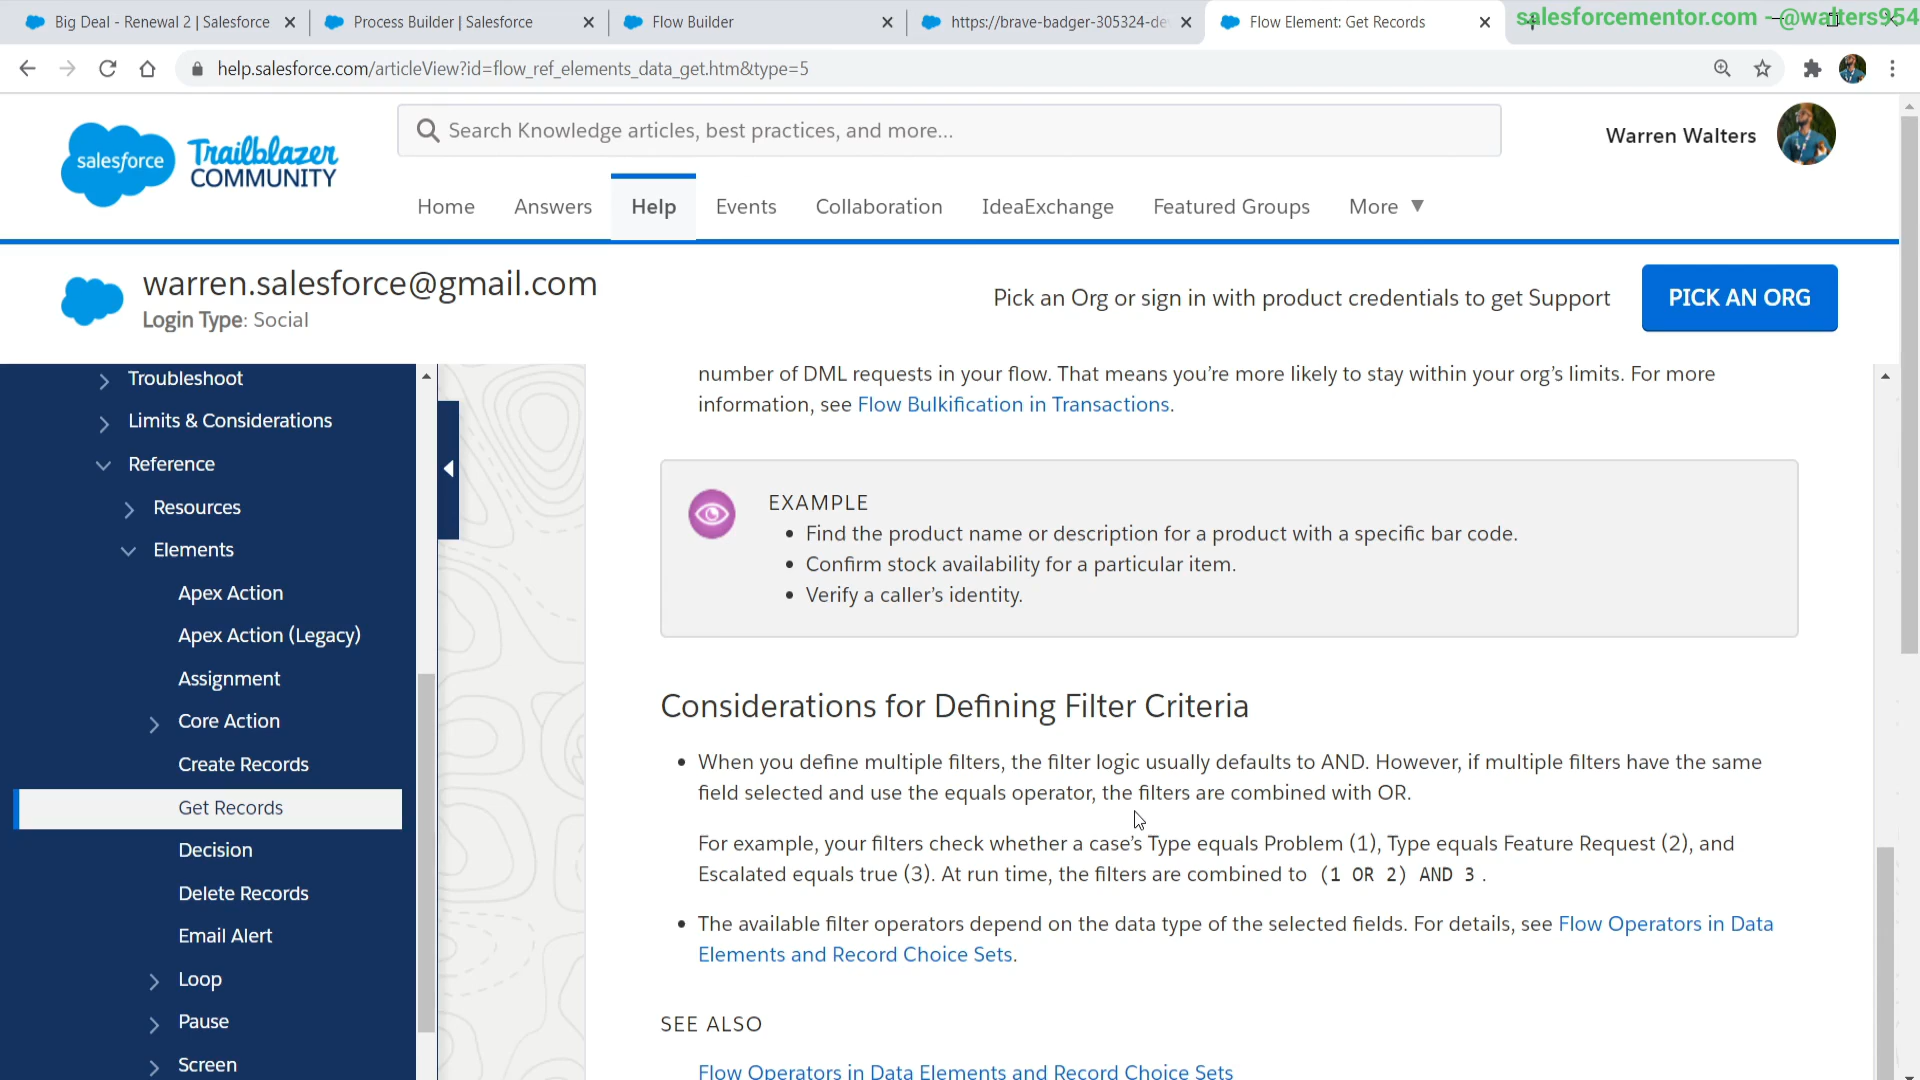 Big Deal - Renewal 2 | Salesforce
Process Builder | Salesforce
Flow Builder
https://brave-badger-305324-de
Flow Element: Get Records
salesforcementor.com - @walters954
help.salesforce.com/articleView?id=flow_ref_elements_data_get.htm&type=5
salesforce
Trailblazer
COMMUNITY
Search Knowledge articles, best practices, and more...
Warren Walters
Home
Answers
Help
Events
Collaboration
IdeaExchange
Featured Groups
More
warren.salesforce@gmail.com
Login Type: Social
Pick an Org or sign in with product credentials to get Support
PICK AN ORG
Troubleshoot
Limits & Considerations
Reference
Resources
Elements
Apex Action
Apex Action (Legacy)
Assignment
Core Action
Create Records
Get Records
Decision
Delete Records
Email Alert
Loop
Pause
Screen
number of DML requests in your flow. That means you’re more likely to stay within your org’s limits. For more
information, see Flow Bulkification in Transactions.
EXAMPLE
• Find the product name or description for a product with a specific bar code.
• Confirm stock availability for a particular item.
• Verify a caller’s identity.
Considerations for Defining Filter Criteria
• When you define multiple filters, the filter logic usually defaults to AND. However, if multiple filters have the same
field selected and use the equals operator, the filters are combined with OR.
For example, your filters check whether a case’s Type equals Problem (1), Type equals Feature Request (2), and
Escalated equals true (3). At run time, the filters are combined to (1 OR 2) AND 3 .
• The available filter operators depend on the data type of the selected fields. For details, see Flow Operators in Data
Elements and Record Choice Sets.
SEE ALSO
Flow Operators in Data Elements and Record Choice Sets